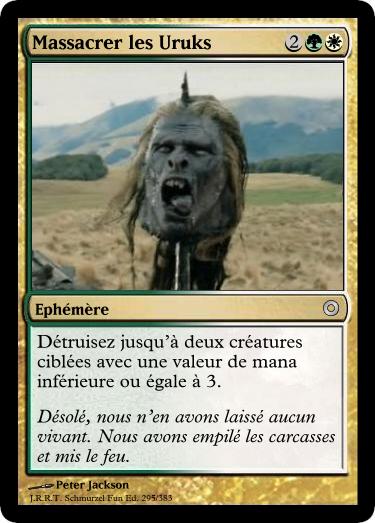 Massacrer les Uruks 2
Ephémère
Détruisez jusqu'à deux créatures
ciblées avec une valeur de mana
inférieure ou égale à 3.
Désolé, nous n'en avons laissé aucun
vivant. Nous avons empilé les carcasses
et mis le feu.
Peter Jackson
J.R.R.T. Schmurzel Fun Ed. 295/383